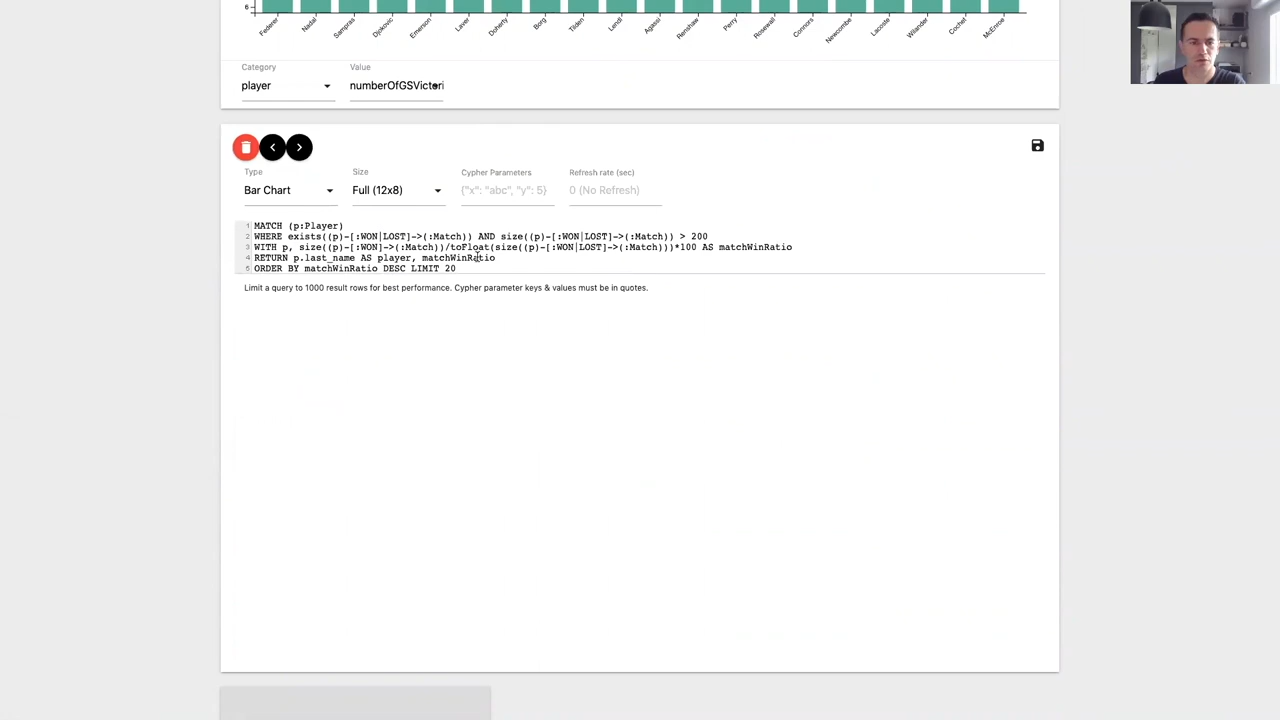 6
Federer
Nadal
Sampras
Djokovic
Emerson
Laver
Doherty
Borg
Tilden
Lendl
Agassi
Renshaw
Perry
Rosewall
Connors
Newcombe
Lacoste
Wilander
Cochet
McEnroe
Category
Value
player
numberOfGSVictori
Type
Size
Cypher Parameters
Refresh rate (sec)
Bar Chart
Full (12x8)
{"x": "abc", "y": 5}
0 (No Refresh)
1 MATCH (p:Player)
2 WHERE exists((p)-[:WON|LOST]->(:Match)) AND size((p)-[:WON|LOST]->(:Match)) > 200
3 WITH p, size((p)-[:WON]->(:Match))/toFloat(size((p)-[:WON|LOST]->(:Match)))*100 AS matchWinRatio
4 RETURN p.last_name AS player, matchWinRatio
5 ORDER BY matchWinRatio DESC LIMIT 20
Limit a query to 1000 result rows for best performance. Cypher parameter keys & values must be in quotes.